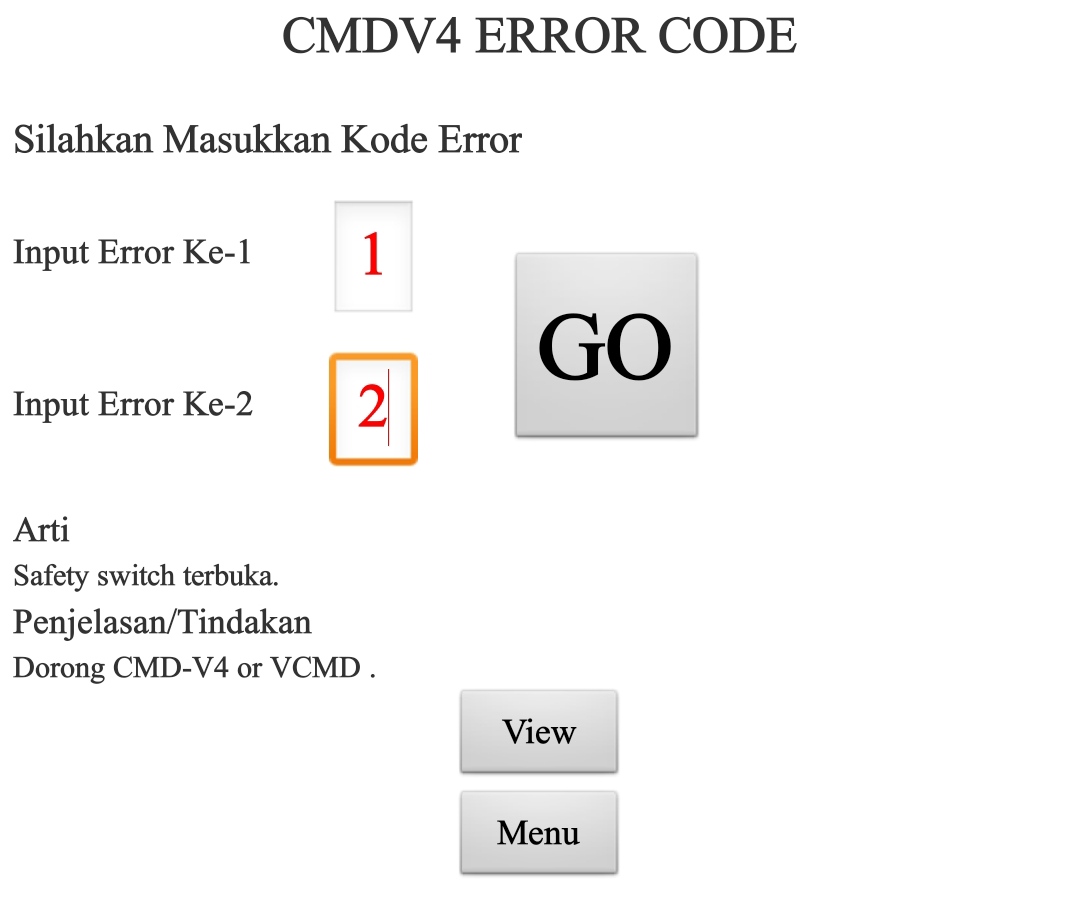 CMDV4 ERROR CODE
Silahkan Masukkan Kode Error
Input Error Ke-1
1
GO
Input Error Ke-2
2
Arti
Safety switch terbuka.
Penjelasan/Tindakan
Dorong CMD-V4 or VCMD .
View
Menu